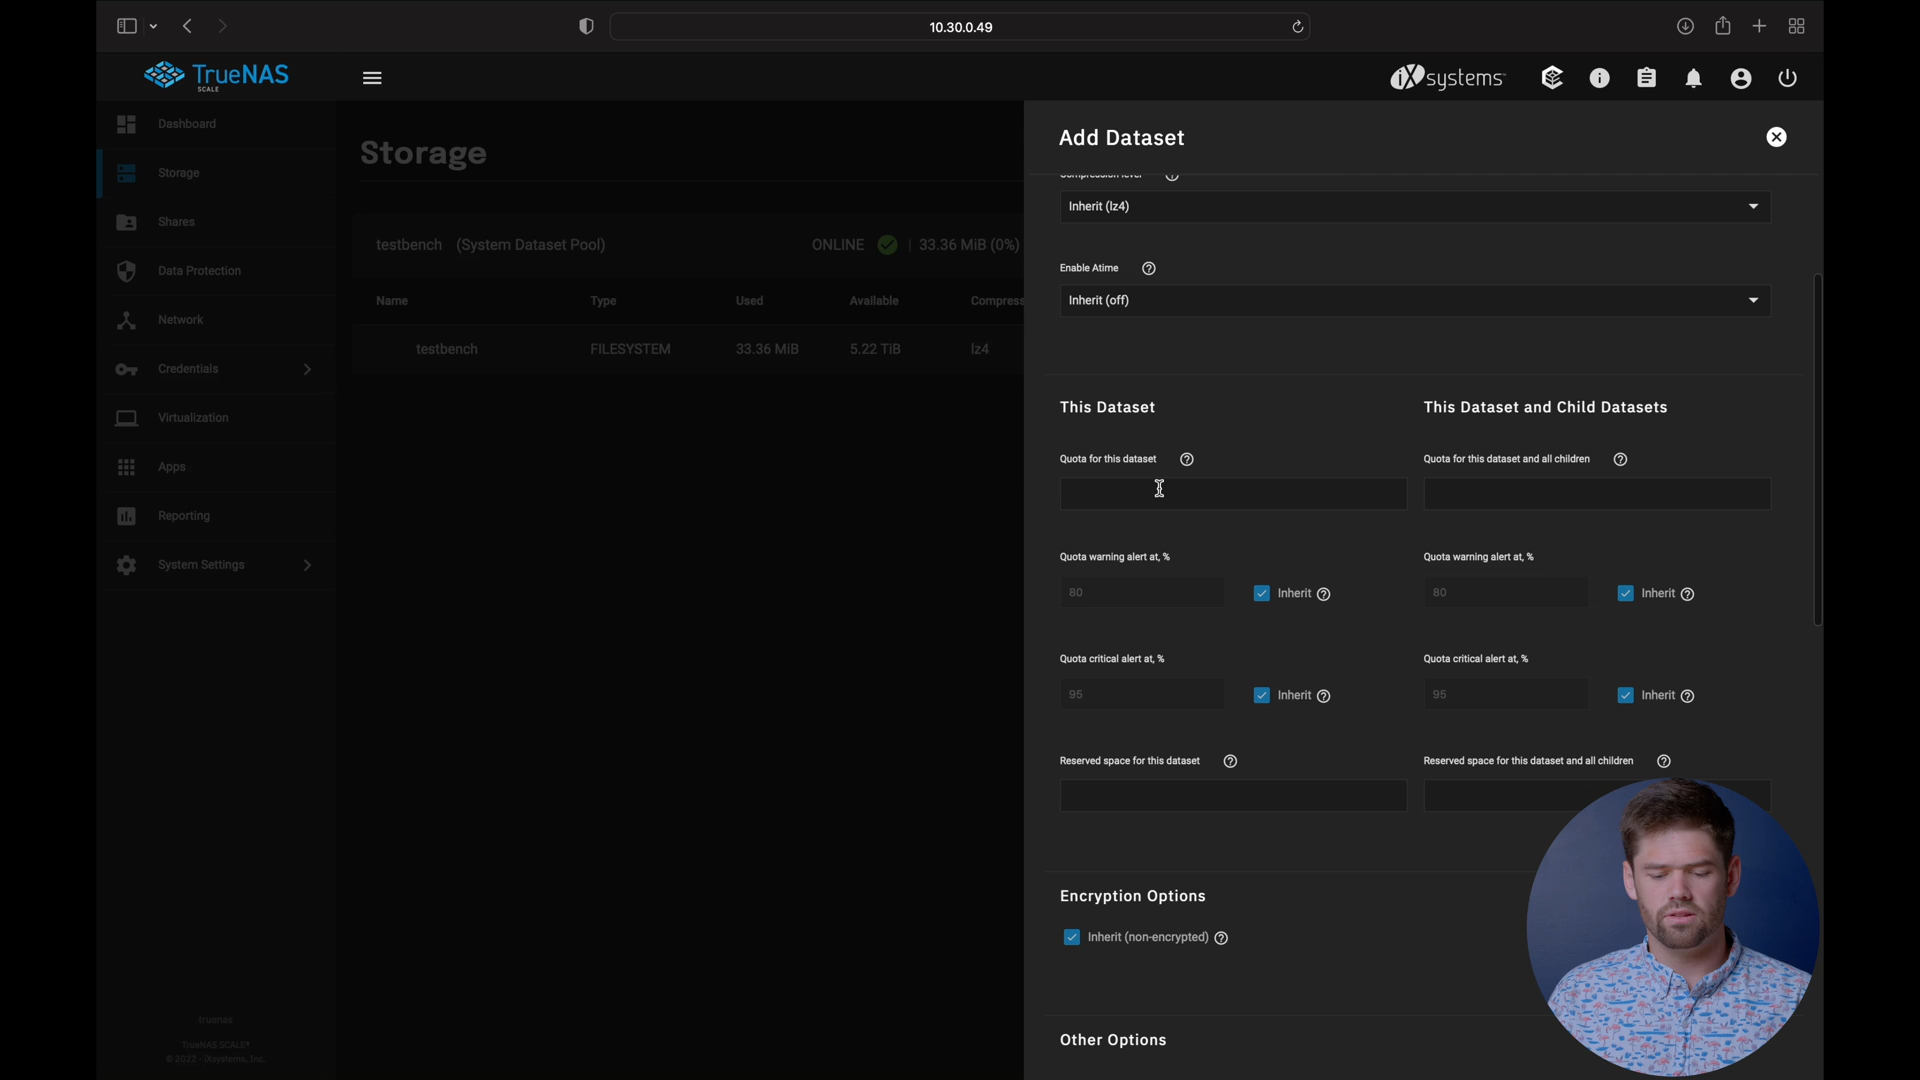 10.30.0.49
TrueNAS
SCALE
iXsystems
Dashboard
Storage
Shares
Data Protection
Network
Credentials
Virtualization
Apps
Reporting
System Settings
truenas
TrueNAS SCALE®
© 2022 - iXsystems, Inc.
Storage
testbench (System Dataset Pool) ONLINE | 33.36 MiB (0%)
Name Type Used Available Compress
testbench FILESYSTEM 33.36 MiB 5.22 TiB lz4
Add Dataset
Compression level
Inherit (lz4)
Enable Atime
Inherit (off)
This Dataset This Dataset and Child Datasets
Quota for this dataset Quota for this dataset and all children
Quota warning alert at, % Quota warning alert at, %
80 Inherit 80 Inherit
Quota critical alert at, % Quota critical alert at, %
95 Inherit 95 Inherit
Reserved space for this dataset Reserved space for this dataset and all children
Encryption Options
Inherit (non-encrypted)
Other Options